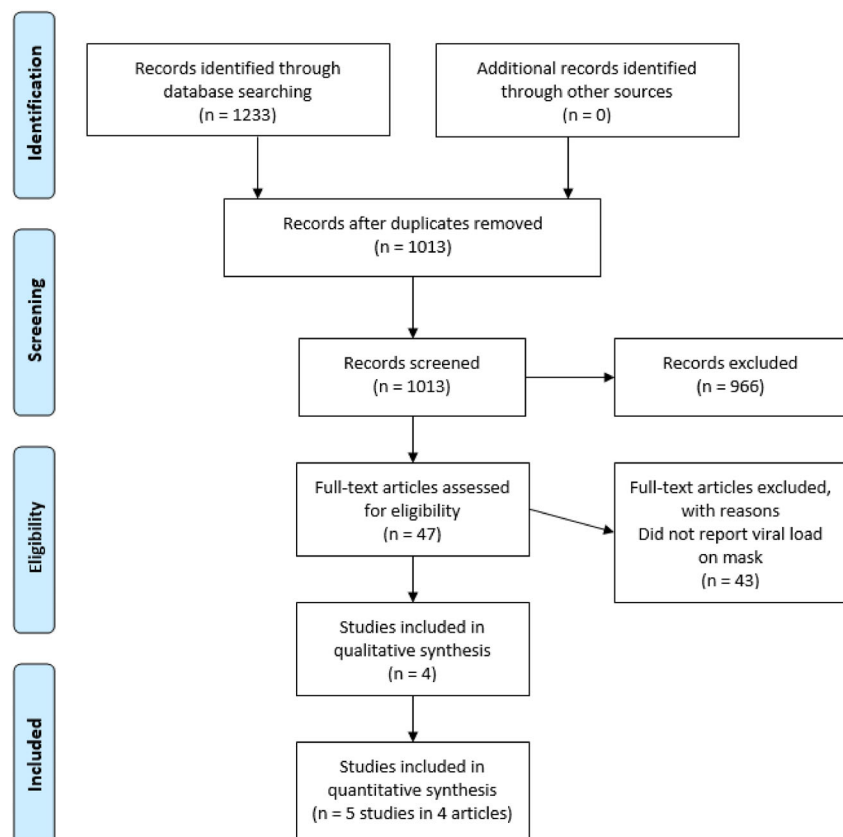 Identification
Records identified through
database searching
(n = 1233)
Additional records identified
through other sources
(n = 0)
Records after duplicates removed
(n = 1013)
Screening
Records screened
(n = 1013)
Records excluded
(n = 966)
Eligibility
Full-text articles assessed
for eligibility
(n = 47)
Full-text articles excluded,
with reasons
Did not report viral load
on mask
(n = 43)
Studies included in
qualitative synthesis
(n = 4)
Included
Studies included in
quantitative synthesis
(n = 5 studies in 4 articles)